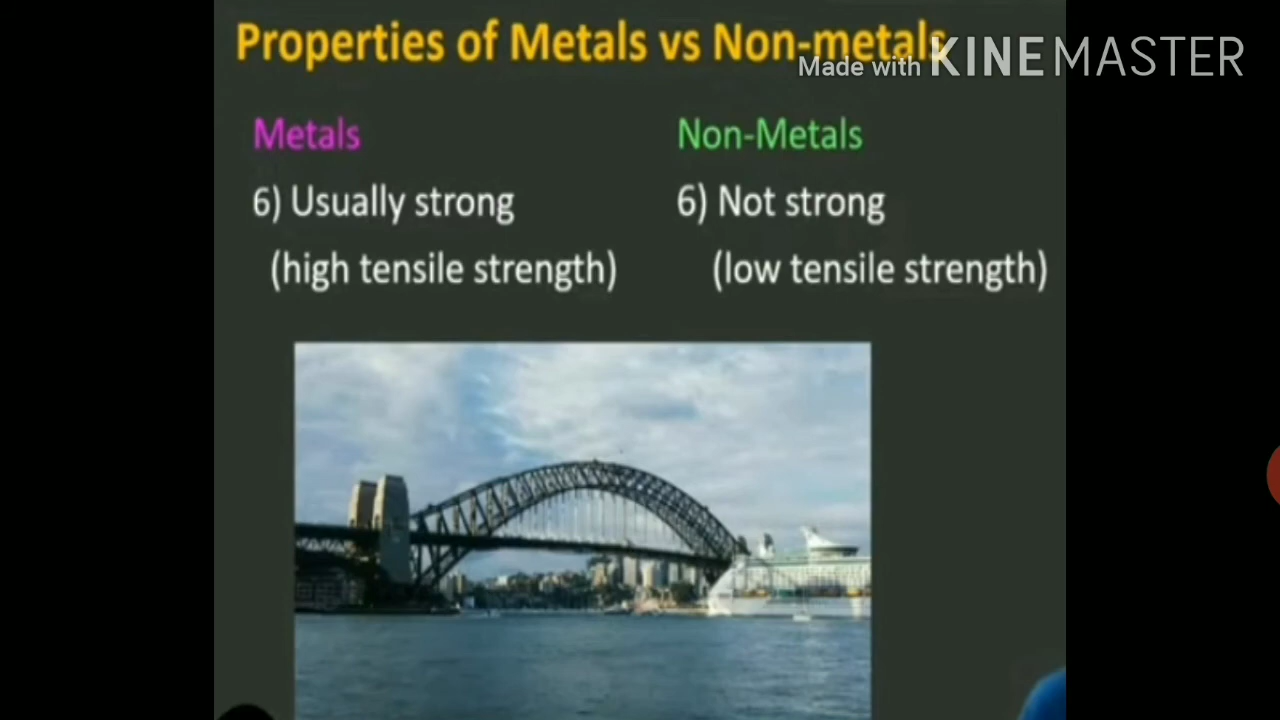 Properties of Metals vs Non-metals
Made with KINEMASTER
Metals
Non-Metals
6) Usually strong
6) Not strong
(high tensile strength)
(low tensile strength)